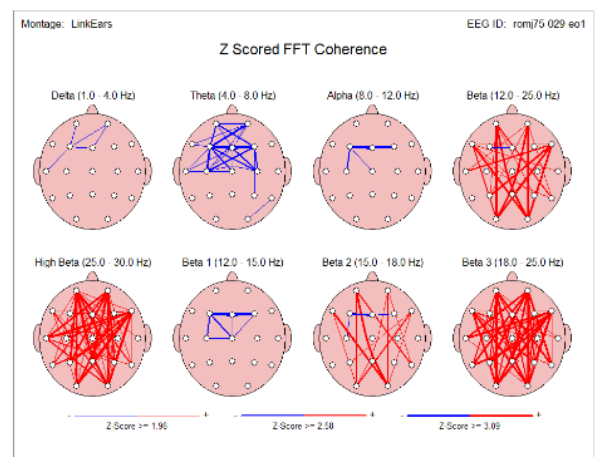 Montage: LinkEars EEG ID: romj75 029 eo1
Z Scored FFT Coherence
Delta (1.0 - 4.0 Hz) Theta (4.0 - 8.0 Hz) Alpha (8.0 - 12.0 Hz) Beta (12.0 - 25.0 Hz)
High Beta (25.0 - 30.0 Hz) Beta 1 (12.0 - 15.0 Hz) Beta 2 (15.0 - 18.0 Hz) Beta 3 (18.0 - 25.0 Hz)
- + - + - +
Z-Score >= 1.96 Z-Score >= 2.58 Z-Score >= 3.09